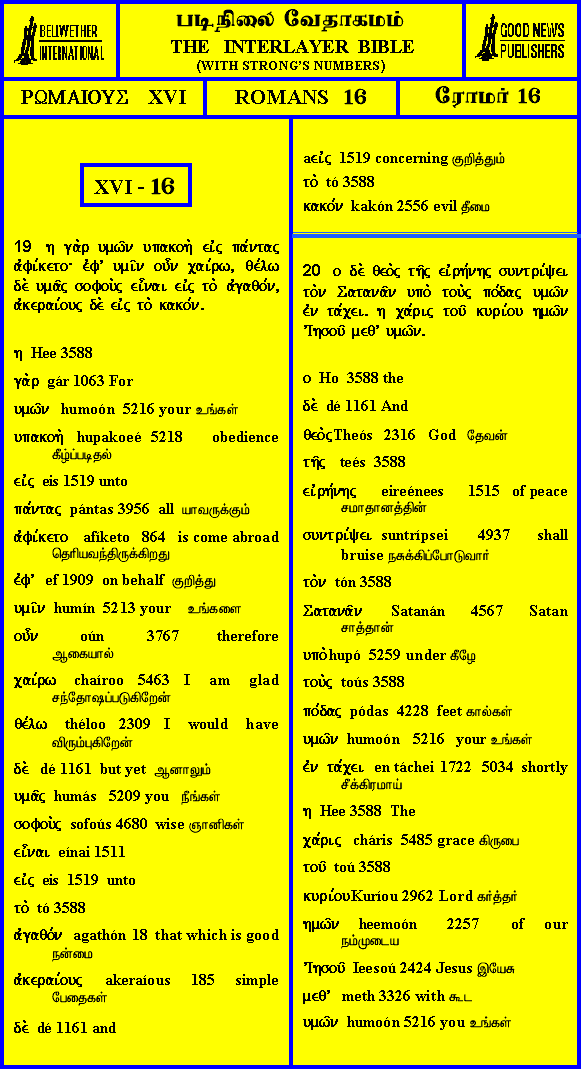 BELLWETHER
INTERNATIONAL
படிநிலை வேதாகமம்
THE INTERLAYER BIBLE
(WITH STRONG'S NUMBERS)
GOOD NEWS
PUBLISHERS
ΡΩΜΑΙΟΥΣ XVI
ROMANS 16
ரோமர் 16
XVI - 16
19 η γὰρ υμῶν υπακοὴ εἰς πάντας
ἀφίκετο· ἐφ’ υμῖν οὖν χαίρω, θέλω
δὲ υμᾶς σοφοὺς εἶναι εἰς τὸ ἀγαθόν,
ἀκεραίους δὲ εἰς τὸ κακόν.
η Hee 3588
γὰρ gár 1063 For
υμῶν humoón 5216 your உங்கள்
υπακοὴ hupakoeé 5218 obedience
கீழ்ப்படிதல்
εἰς eis 1519 unto
πάντας pántas 3956 all யாவருக்கும்
ἀφίκετο afíketo 864 is come abroad
தெரியவந்திருக்கிறது
ἐφ’ ef 1909 on behalf குறித்து
υμῖν humín 5213 your உங்களை
οὖν oún 3767 therefore
ஆகையால்
χαίρω chaíroo 5463 I am glad
சந்தோஷப்படுகிறேன்
θέλω théloo 2309 I would have
விரும்புகிறேன்
δὲ dé 1161 but yet ஆனாலும்
υμᾶς humás 5209 you நீங்கள்
σοφοὺς sofoús 4680 wise ஞானிகள்
εἶναι eínai 1511
εἰς eis 1519 unto
τὸ tó 3588
ἀγαθόν agathón 18 that which is good
நன்மை
ἀκεραίους akeraíous 185 simple
பேதைகள்
δὲ dé 1161 and
αεἰς 1519 concerning குறித்தும்
τὸ tó 3588
κακόν kakón 2556 evil தீமை
20 ο δὲ θεὸς τῆς εἰρήνης συντρίψει
τὸν Σατανᾶν υπὸ τοὺς πόδας υμῶν
ἐν τάχει. η χάρις τοῦ κυρίου ημῶν
Ἰησοῦ μεθ’ υμῶν.
ο Ho 3588 the
δὲ dé 1161 And
θεὸς Theós 2316 God தேவன்
τῆς teés 3588
εἰρήνης eireénees 1515 of peace
சமாதானத்தின்
συντρίψει suntrípsei 4937 shall
bruise நசுக்கிப்போடுவார்
τὸν tón 3588
Σατανᾶν Satanán 4567 Satan
சாத்தான்
υπὸ hupó 5259 under கீழே
τοὺς toús 3588
πόδας pódas 4228 feet கால்கள்
υμῶν humoón 5216 your உங்கள்
ἐν τάχει en táchei 1722 5034 shortly
சீக்கிரமாய்
η Hee 3588 The
χάρις cháris 5485 grace கிருபை
τοῦ toú 3588
κυρίου Kuríou 2962 Lord கர்த்தர்
ημῶν heemoón 2257 of our
நம்முடைய
Ἰησοῦ Ieesoú 2424 Jesus இயேசு
μεθ’ meth 3326 with கூட
υμῶν humoón 5216 you உங்கள்